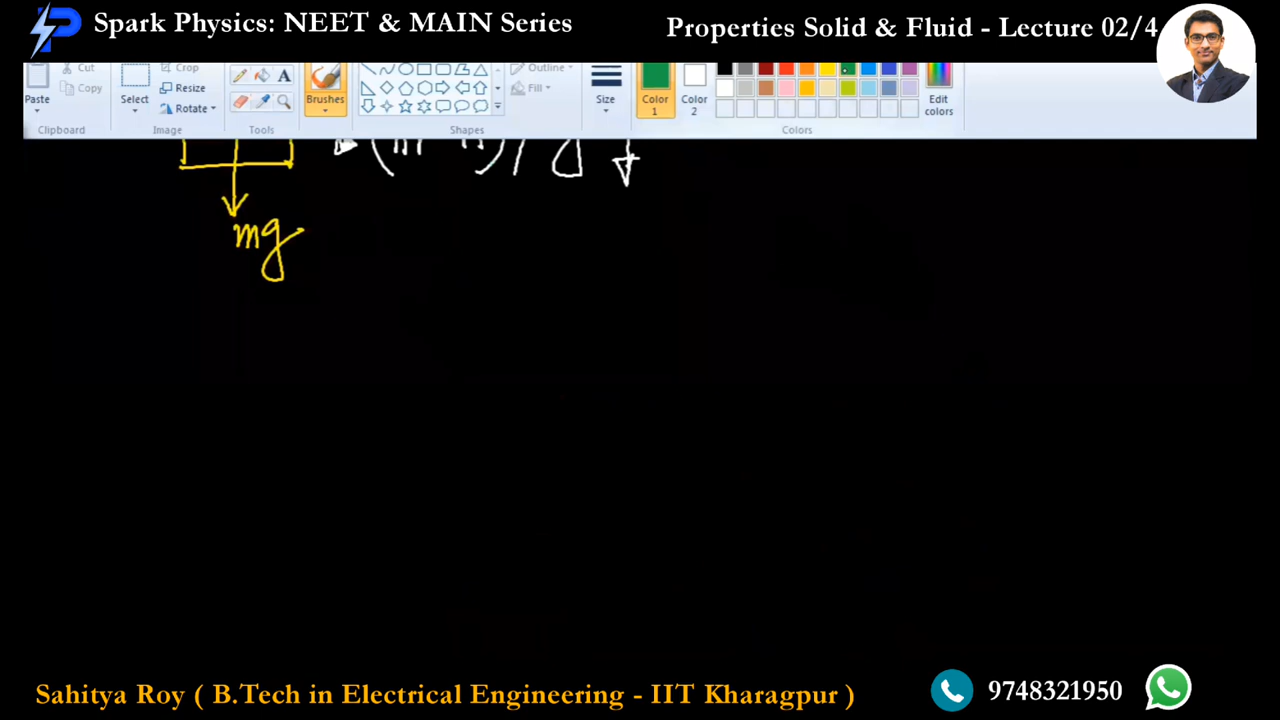 Spark Physics: NEET & MAIN Series
Properties Solid & Fluid - Lecture 02/4
Paste
Cut
Copy
Clipboard
Select
Crop
Resize
Rotate
Image
A
Tools
Brushes
Outline
Fill
Shapes
Size
Color 1
Color 2
Edit colors
Colors
mg
Sahitya Roy ( B.Tech in Electrical Engineering - IIT Kharagpur )
9748321950